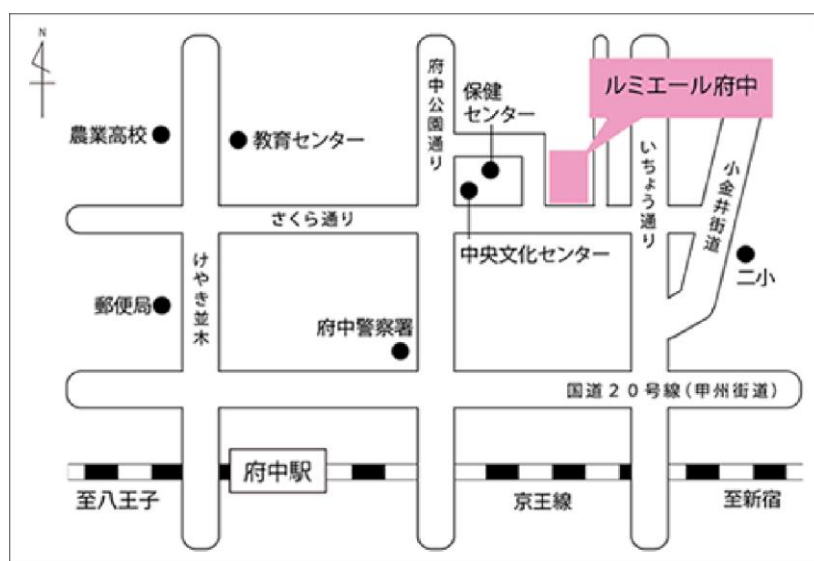 N
ルミエール府中
保健
センター
府中公園通り
農業高校
教育センター
いちょう通り
小金井街道
さくら通り
中央文化センター
二小
けやき並木
郵便局
府中警察署
国道２０号線（甲州街道）
府中駅
至八王子
京王線
至新宿